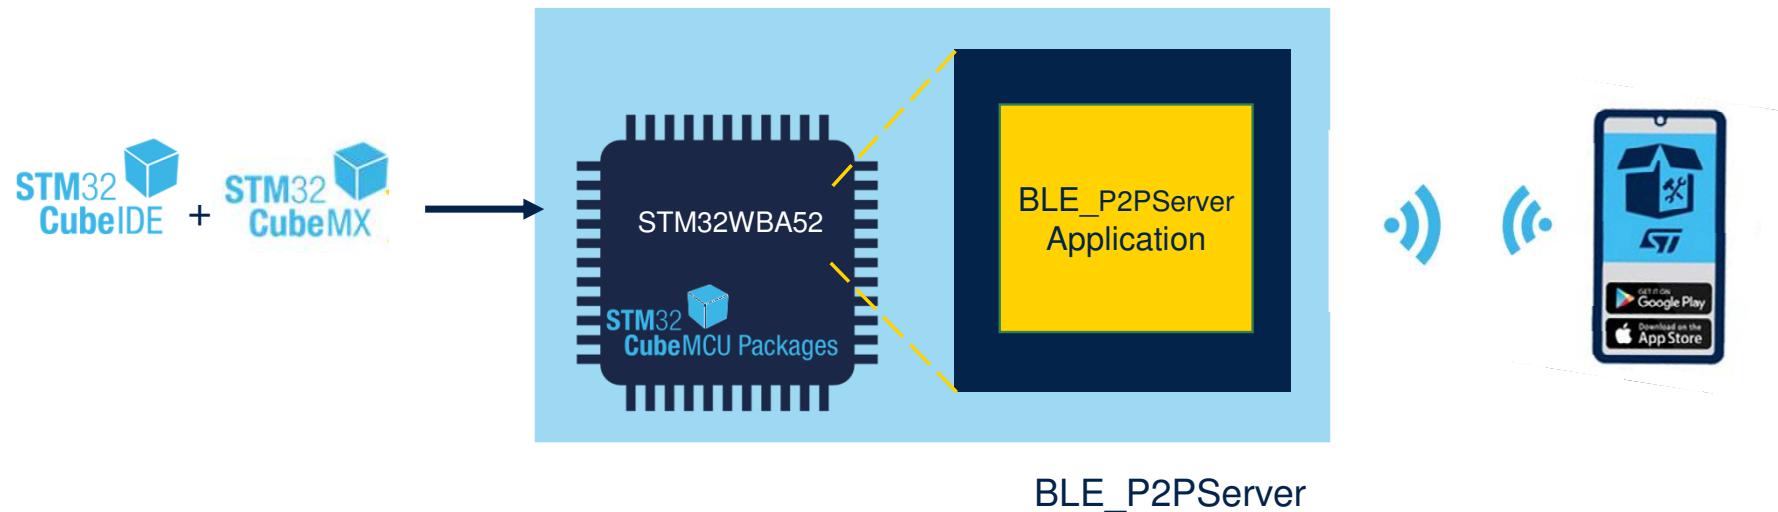 STM32
CubeIDE
+
STM32
CubeMX
STM32WBA52
STM32
CubeMCU Packages
BLE_P2PServer
Application
GET IT ON
Google Play
Download on the
App Store
BLE_P2PServer